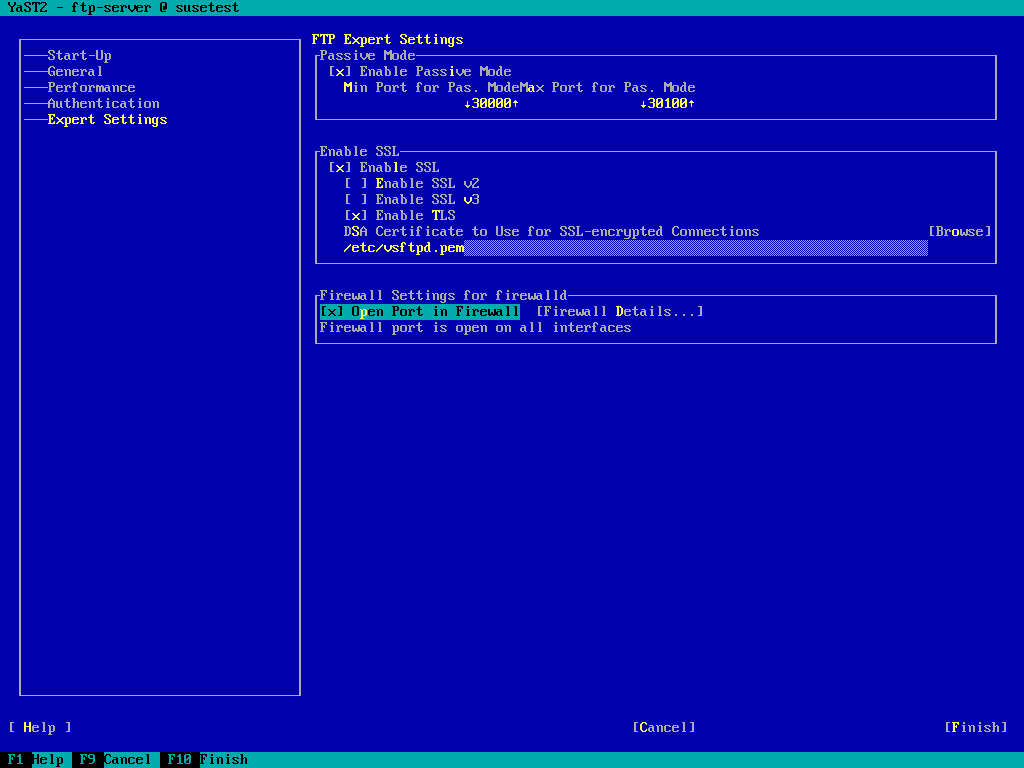 YaST2 - ftp-server @ susetest
Start-Up
General
Performance
Authentication
Expert Settings
FTP Expert Settings
Passive Mode
[x] Enable Passive Mode
Min Port for Pas. ModeMax Port for Pas. Mode
↓30000↑ ↓30100↑
Enable SSL
[x] Enable SSL
[ ] Enable SSL v2
[ ] Enable SSL v3
[x] Enable TLS
DSA Certificate to Use for SSL-encrypted Connections [Browse]
/etc/vsftpd.pem
Firewall Settings for firewalld
[x] Open Port in Firewall [Firewall Details...]
Firewall port is open on all interfaces
[ Help ] [Cancel] [Finish]
F1 Help F9 Cancel F10 Finish